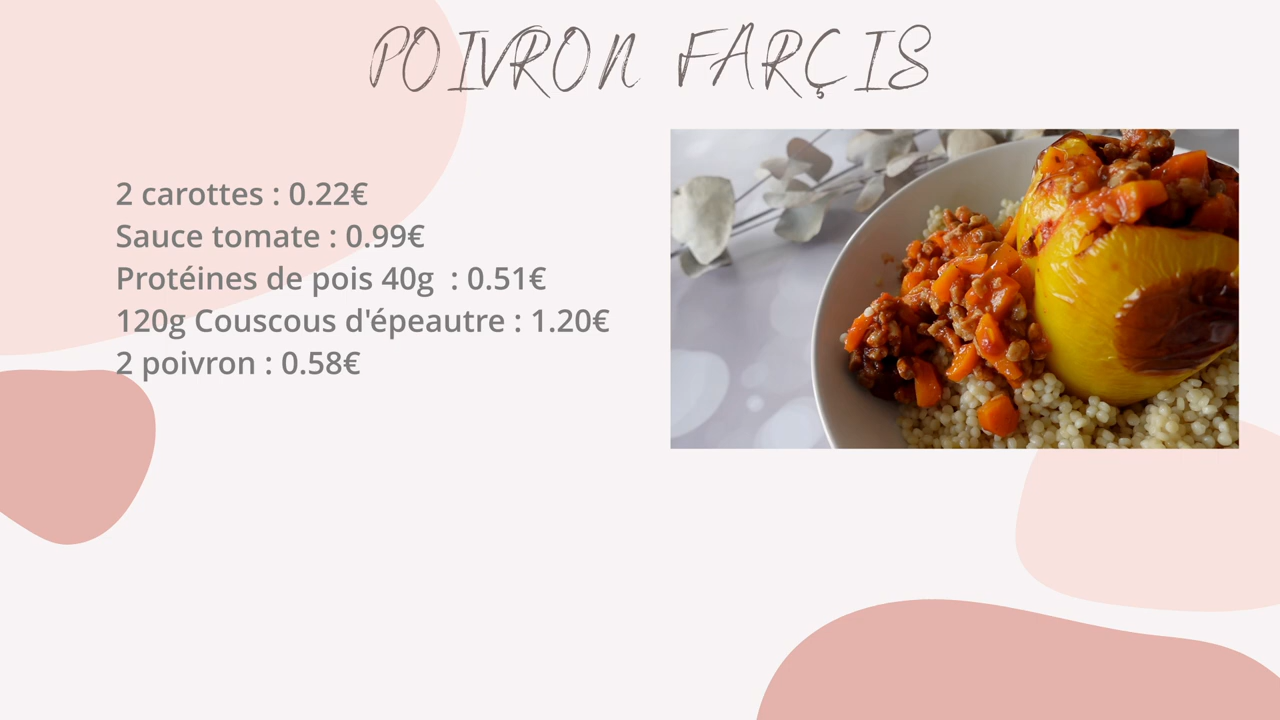 POIVRON FARÇIS
2 carottes : 0.22€
Sauce tomate : 0.99€
Protéines de pois 40g  : 0.51€
120g Couscous d'épeautre : 1.20€
2 poivron : 0.58€